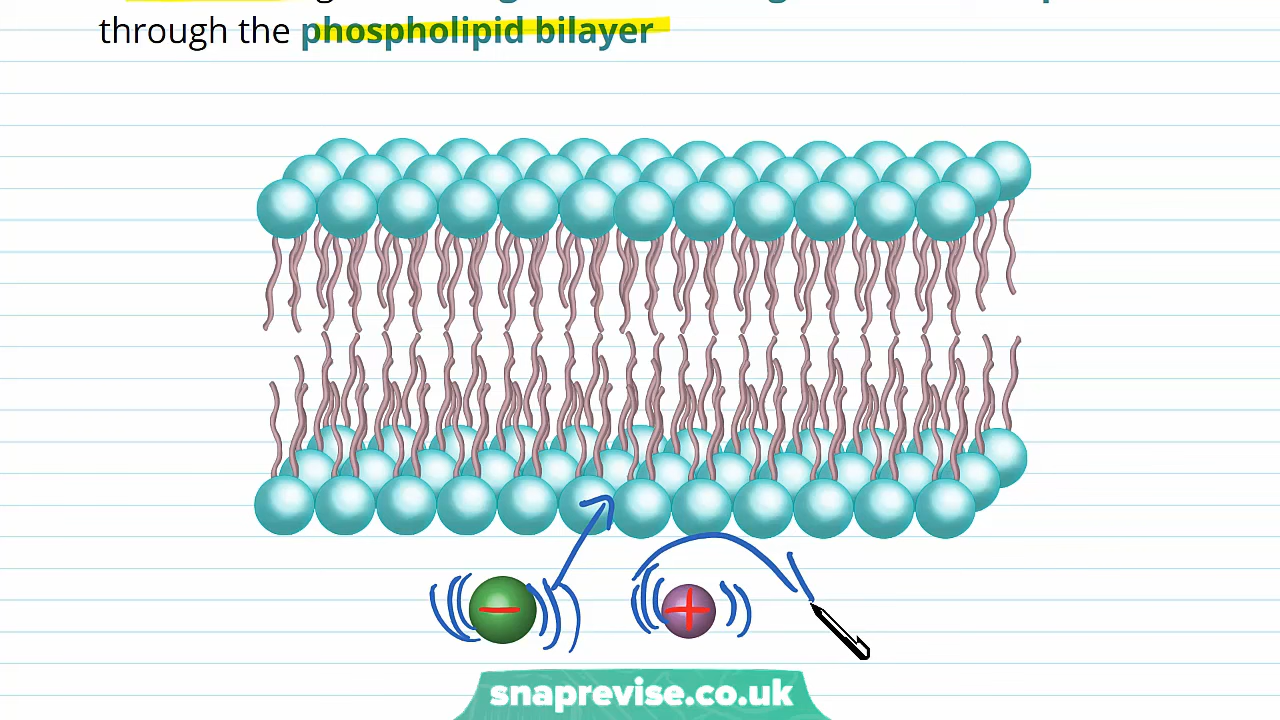 through the phospholipid bilayer
−
+
snaprevise.co.uk